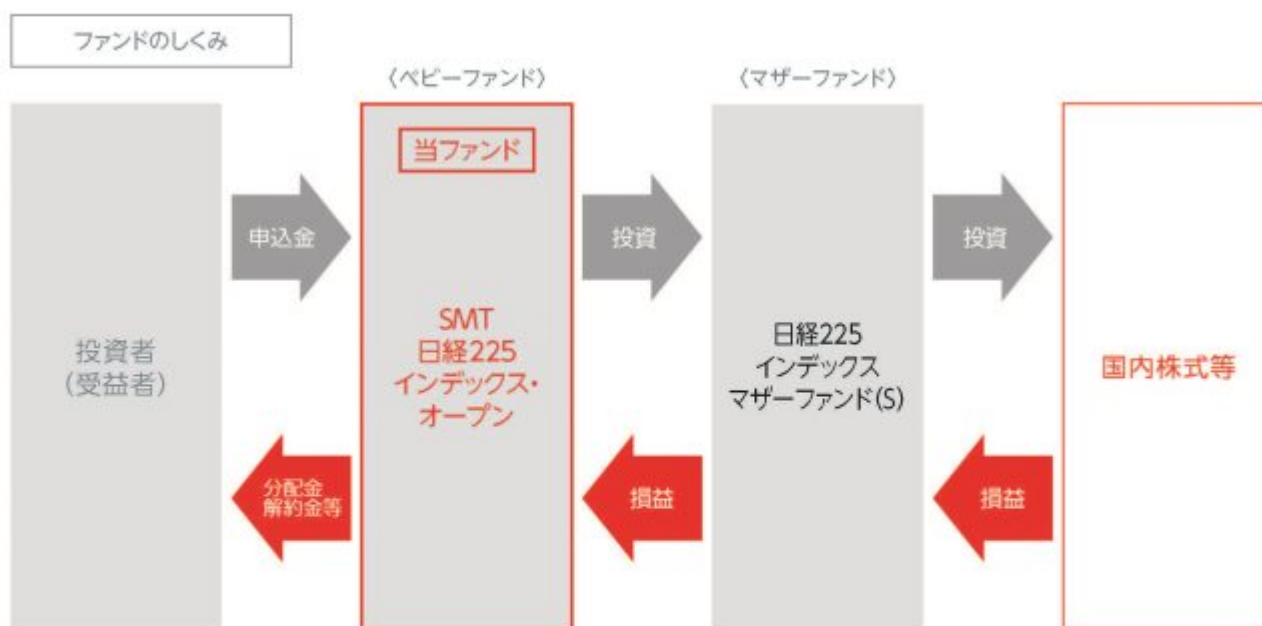 ファンドのしくみ
〈ベビーファンド〉
〈マザーファンド〉
当ファンド
申込金
投資
投資
投資者
(受益者)
SMT
日経225
インデックス・
オープン
日経225
インデックス
マザーファンド(S)
国内株式等
分配金
解約金等
損益
損益